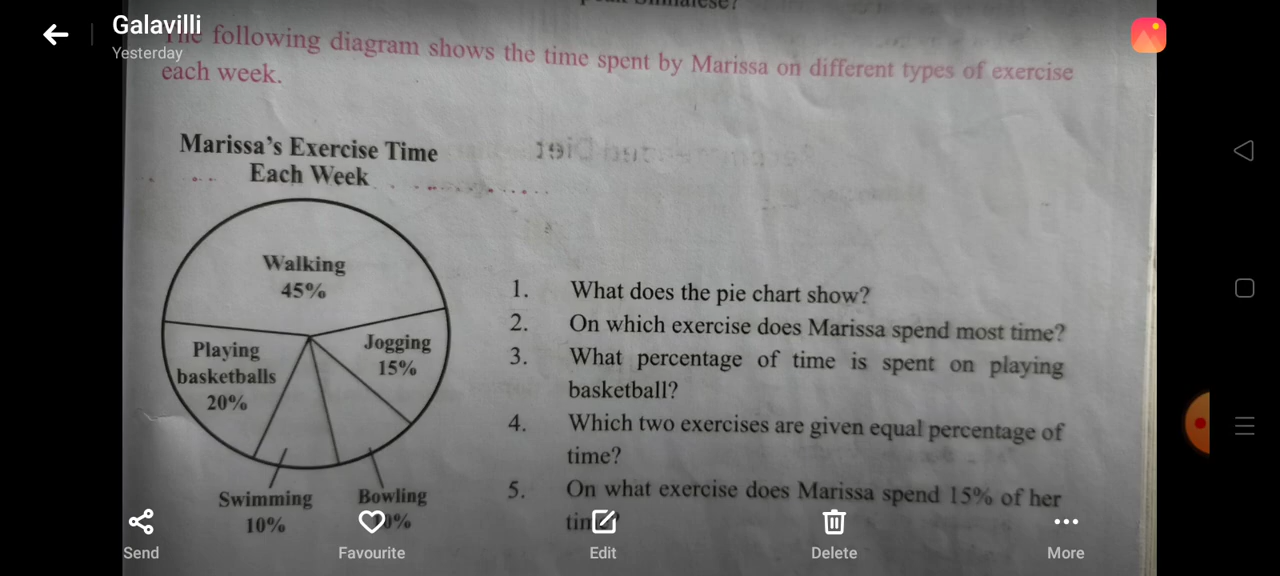 Galavilli
Yesterday
The following diagram shows the time spent by Marissa on different types of exercise
each week.
Marissa's Exercise Time
Each Week
Walking
45%
Jogging
15%
Playing
basketballs
20%
Swimming
10%
Bowling
10%
1. What does the pie chart show?
2. On which exercise does Marissa spend most time?
3. What percentage of time is spent on playing
basketball?
4. Which two exercises are given equal percentage of
time?
5. On what exercise does Marissa spend 15% of her
time?
Send
Favourite
Edit
Delete
More